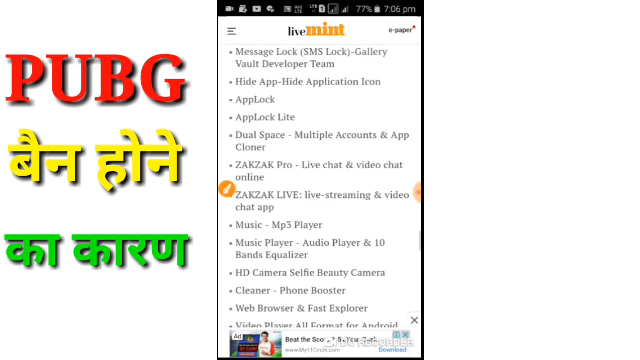 PUBG
बैन होने
का कारण
77% 7:06 pm
livemint
e-paper
Message Lock (SMS Lock)-Gallery
Vault Developer Team
Hide App-Hide Application Icon
AppLock
AppLock Lite
Dual Space - Multiple Accounts & App
Cloner
ZAKZAK Pro - Live chat & video chat
online
ZAKZAK LIVE: live-streaming & video
chat app
Music - Mp3 Player
Music Player - Audio Player & 10
Bands Equalizer
HD Camera Selfie Beauty Camera
Cleaner - Phone Booster
Web Browser & Fast Explorer
Video Player All Format for Android
Ad
Beat the
www.My11Circle.com
Download
RECORDER